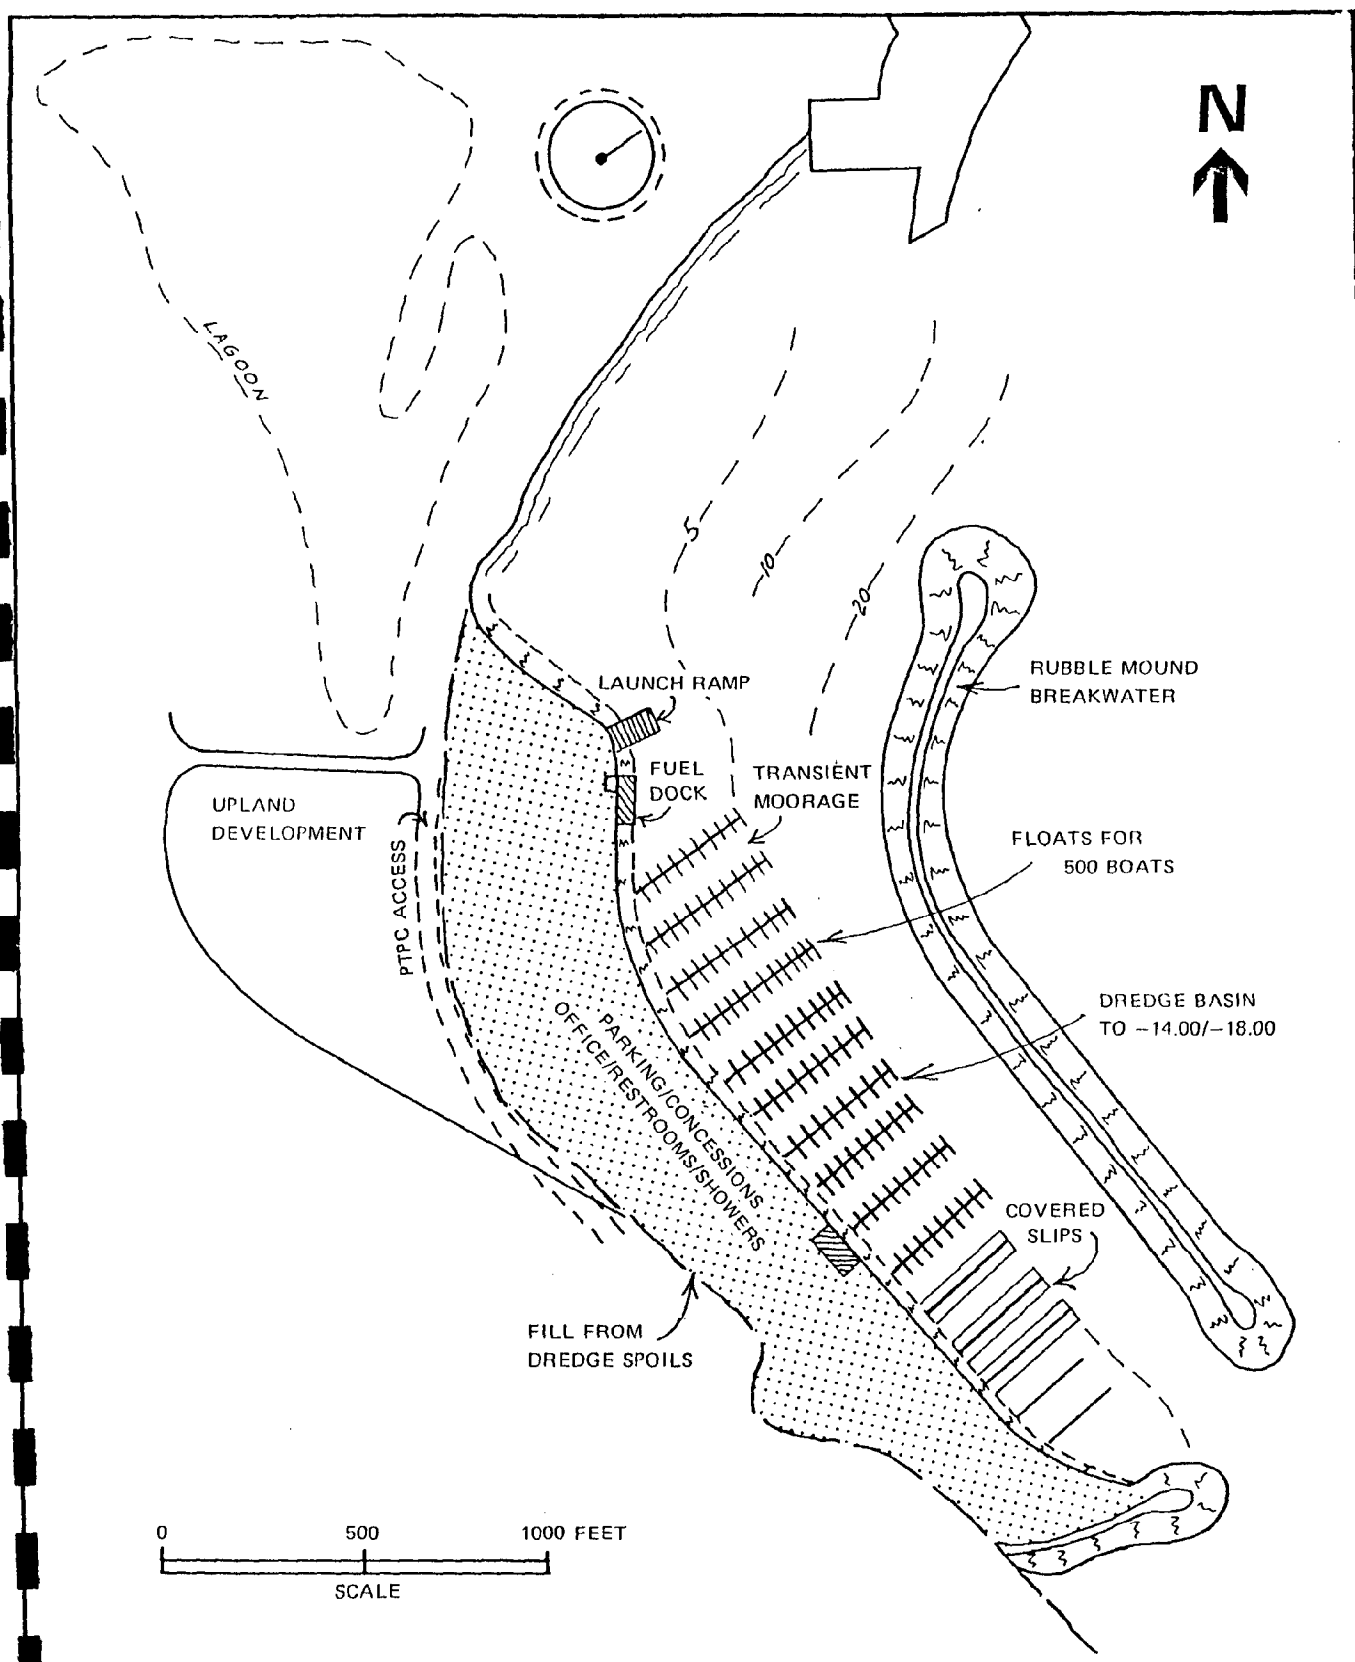 N
LAGOON
5
10
20
RUBBLE MOUND
BREAKWATER
LAUNCH RAMP
FUEL
DOCK
TRANSIENT
MOORAGE
UPLAND
DEVELOPMENT
FLOATS FOR
500 BOATS
PTPC ACCESS
DREDGE BASIN
TO –14.00/–18.00
PARKING/CONCESSIONS
OFFICE/RESTROOMS/SHOWERS
COVERED
SLIPS
FILL FROM
DREDGE SPOILS
0 500 1000 FEET
SCALE